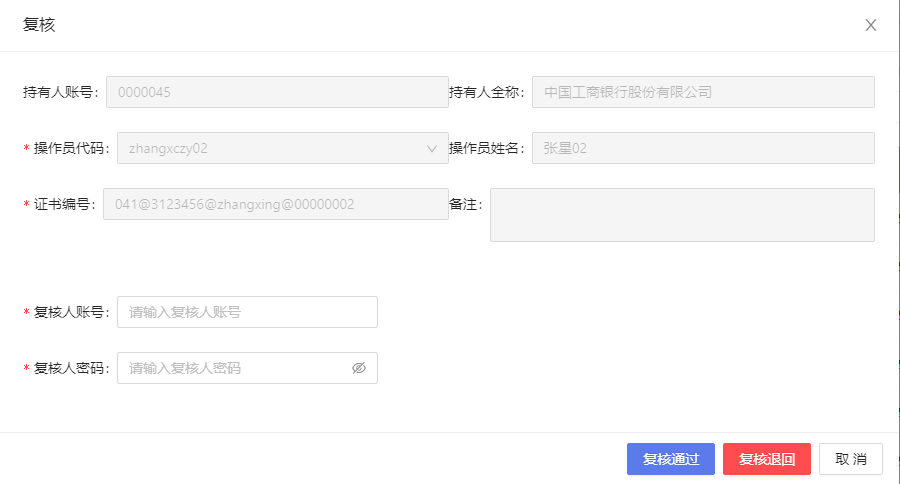 复核
持有人账号： 0000045 持有人全称： 中国工商银行股份有限公司
* 操作员代码： zhangxczy02 操作员姓名： 张星02
* 证书编号： 041@3123456@zhangxing@00000002 备注：
* 复核人账号： 请输入复核人账号
* 复核人密码： 请输入复核人密码
复核通过 复核退回 取 消